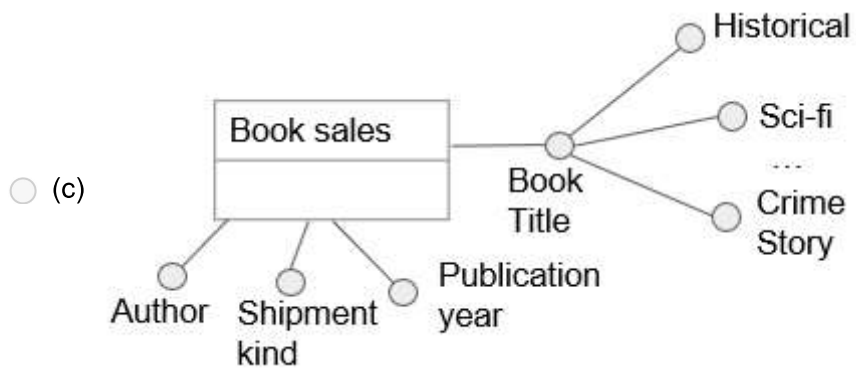 Historical
Book sales
Sci-fi
...
(c)
Book
Title
Crime
Story
Author
Shipment
kind
Publication
year